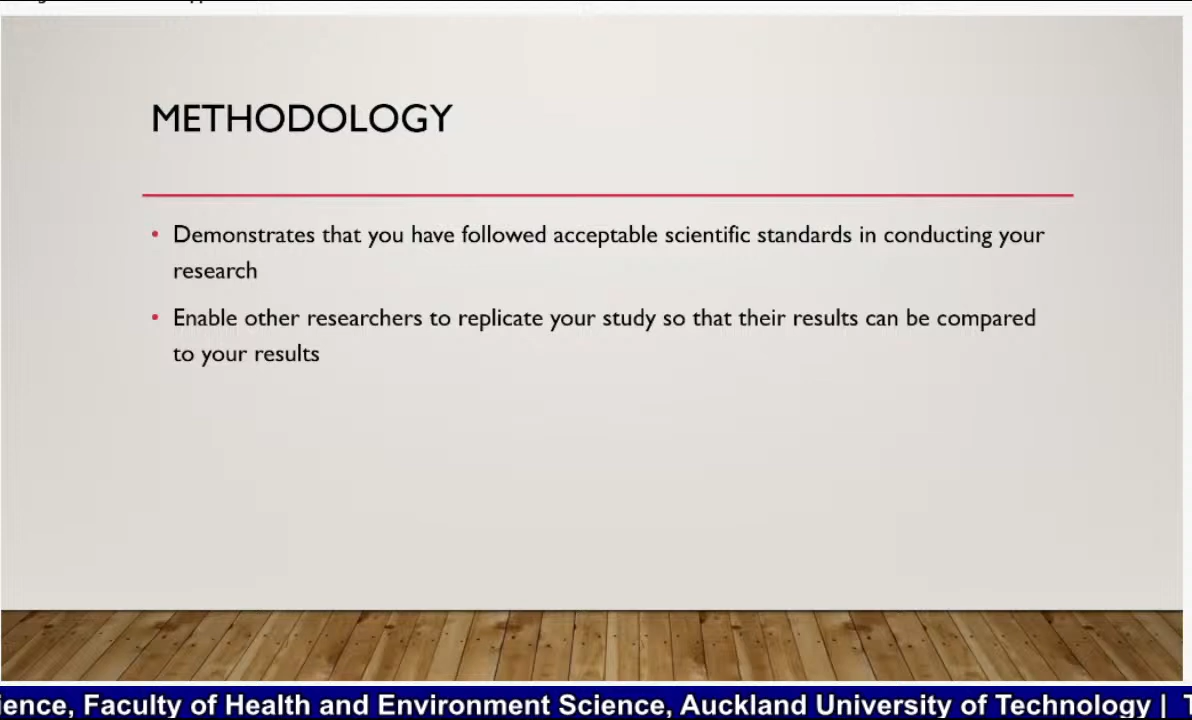 METHODOLOGY
• Demonstrates that you have followed acceptable scientific standards in conducting your
research
• Enable other researchers to replicate your study so that their results can be compared
to your results
Faculty of Health and Environment Science, Auckland University of Technology |